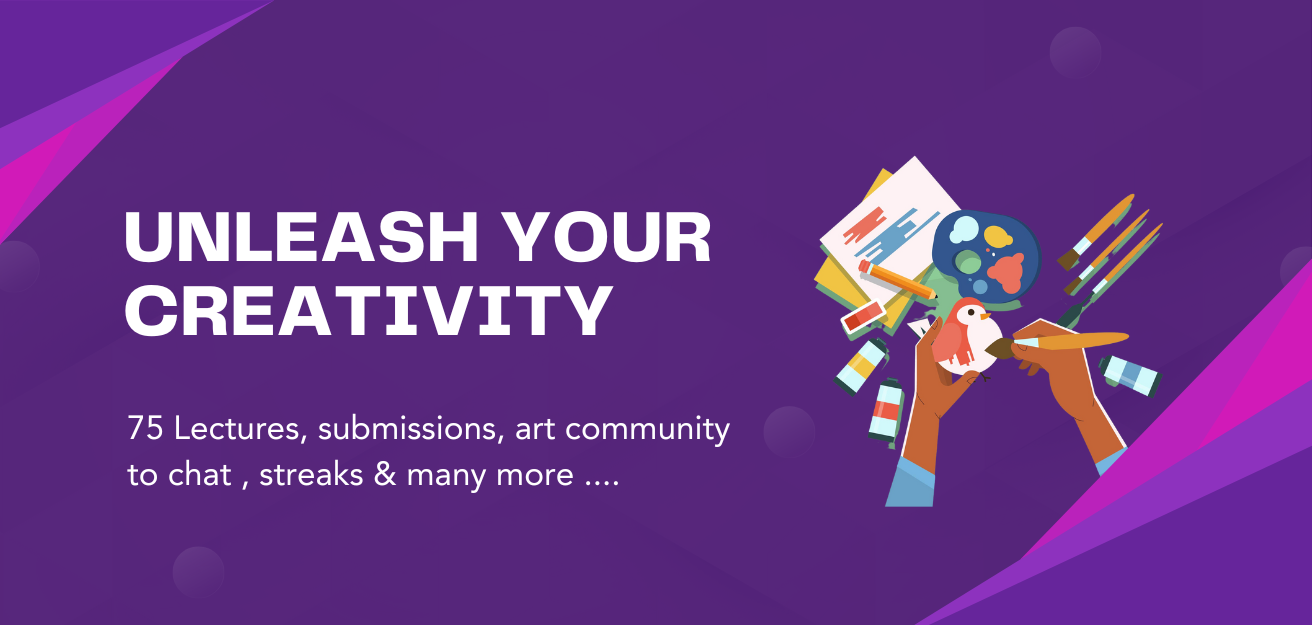 UNLEASH YOUR
CREATIVITY
75 Lectures, submissions, art community
to chat , streaks & many more ....